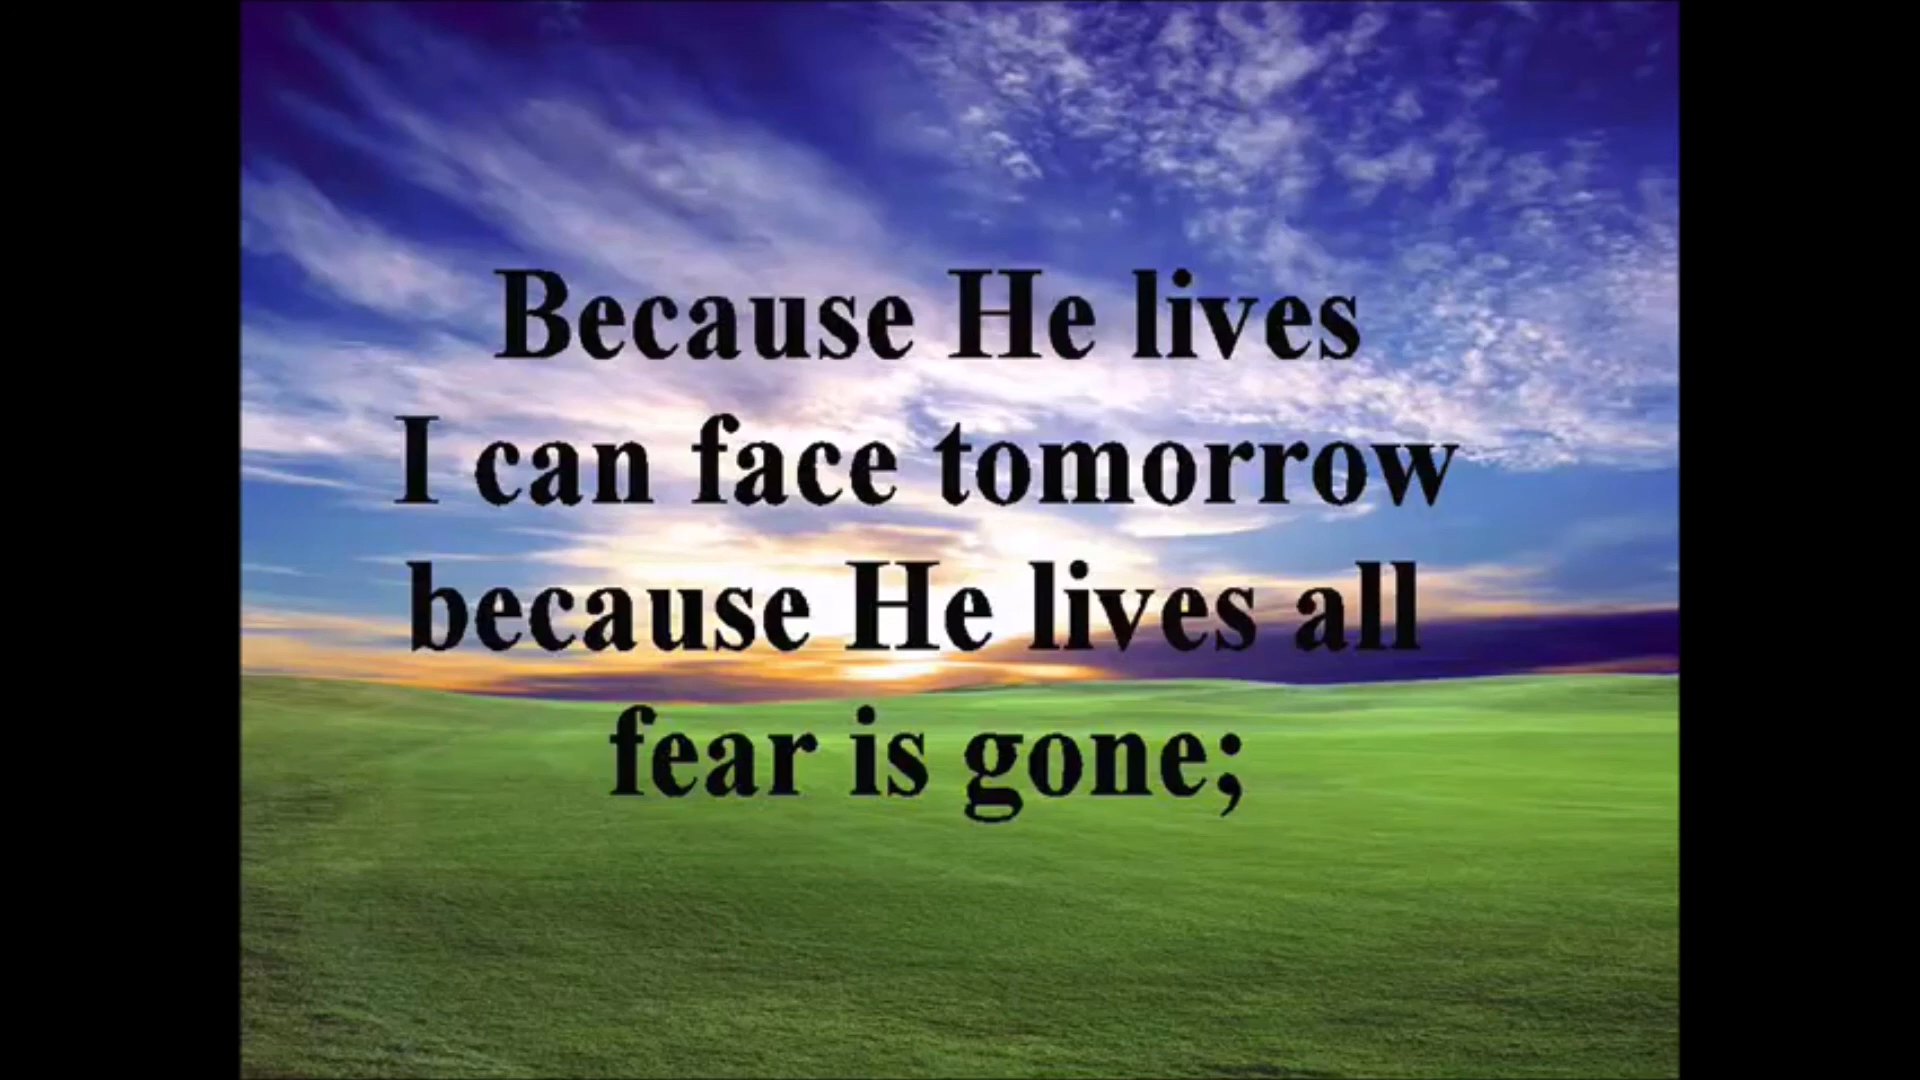 Because He lives
I can face tomorrow
because He lives all
fear is gone;